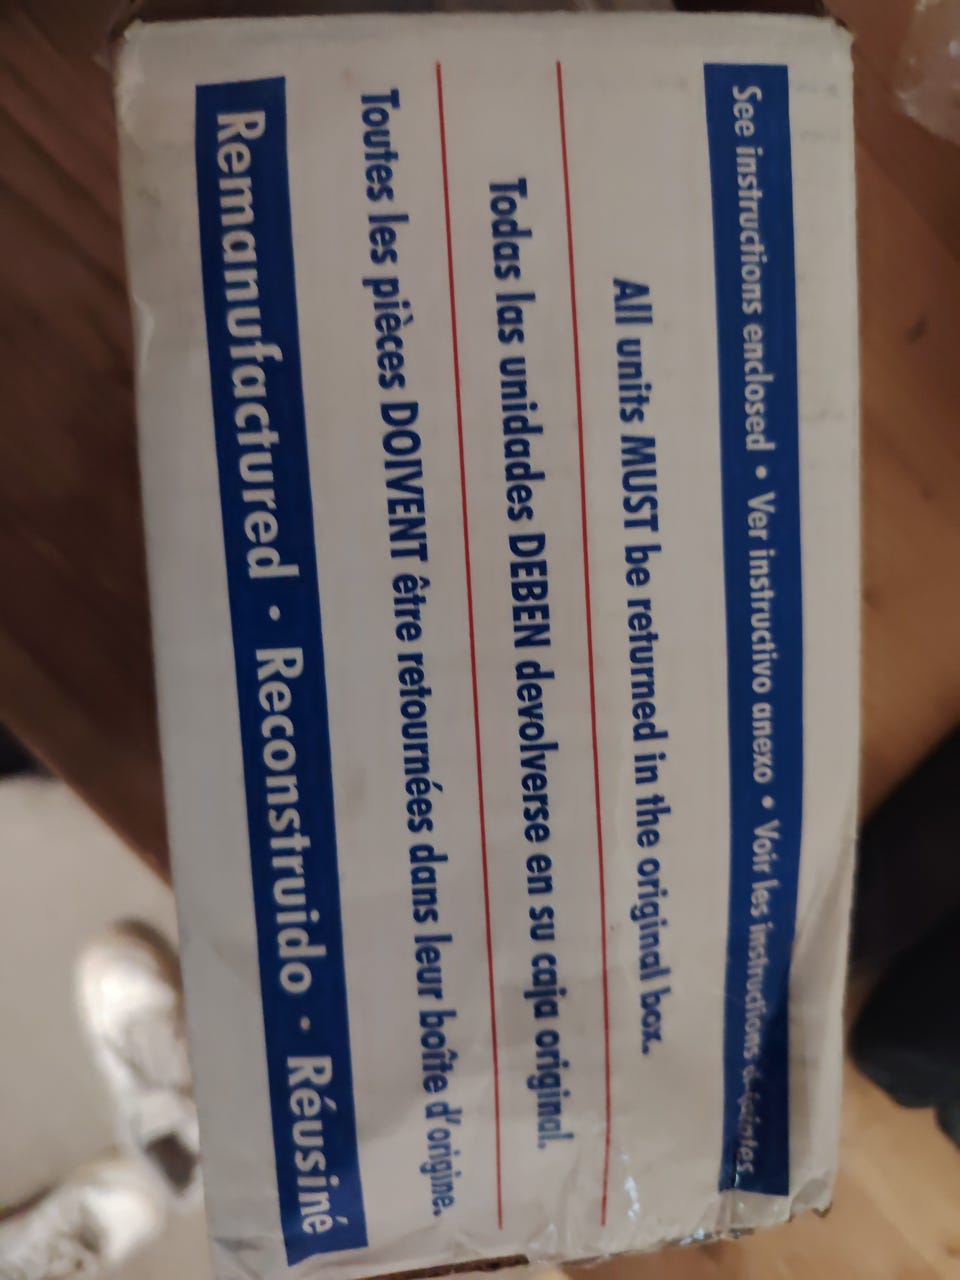 See instructions enclosed • Ver instructivo anexo • Voir les instructions ci-jointes
All units MUST be returned in the original box.
Todas las unidades DEBEN devolverse en su caja original.
Toutes les pièces DOIVENT être retournées dans leur boîte d'origine.
Remanufactured • Reconstruido • Réusiné